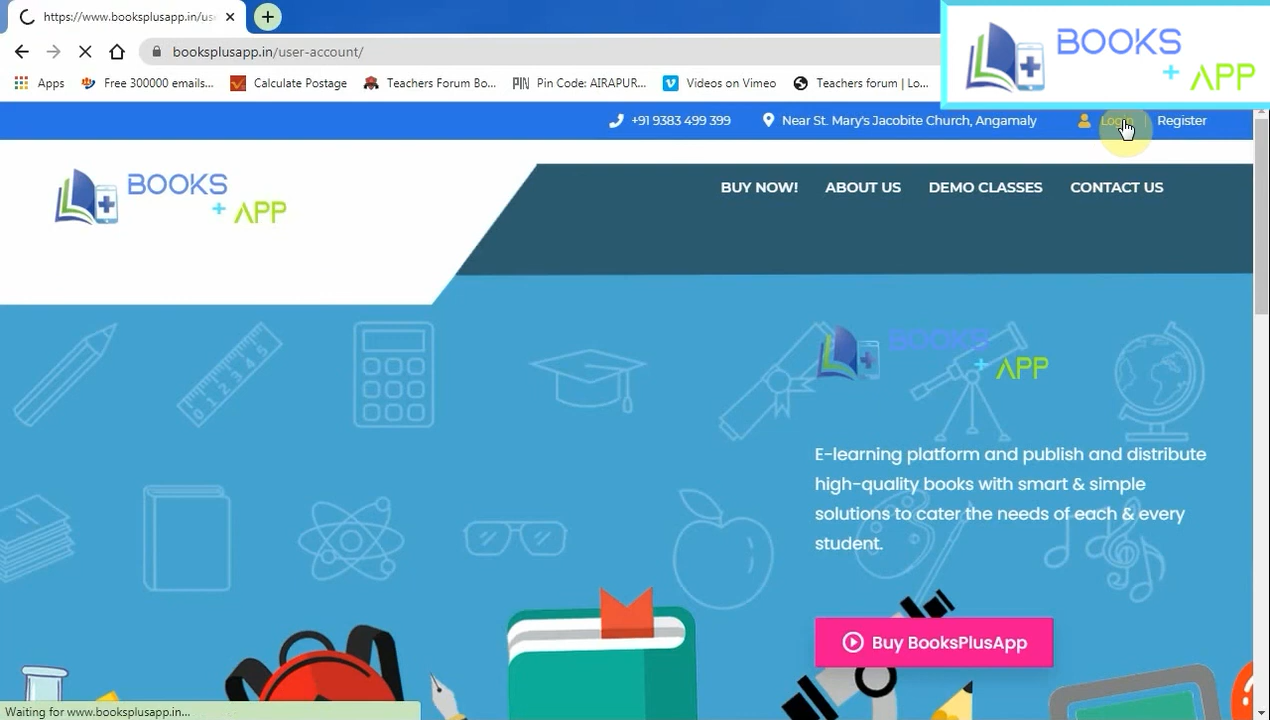 https://www.booksplusapp.in/use
booksplusapp.in/user-account/
BOOKS
+ APP
Apps
Free 300000 emails...
Calculate Postage
Teachers Forum Bo...
PIN
Pin Code: AIRAPUR...
Videos on Vimeo
Teachers forum | Lo...
+91 9383 499 399
Near St. Mary's Jacobite Church, Angamaly
Login | Register
BOOKS
+ APP
BUY NOW!
ABOUT US
DEMO CLASSES
CONTACT US
BOOKS
+ APP
E-learning platform and publish and distribute
high-quality books with smart & simple
solutions to cater the needs of each & every
student.
Buy BooksPlusApp
Waiting for www.booksplusapp.in...